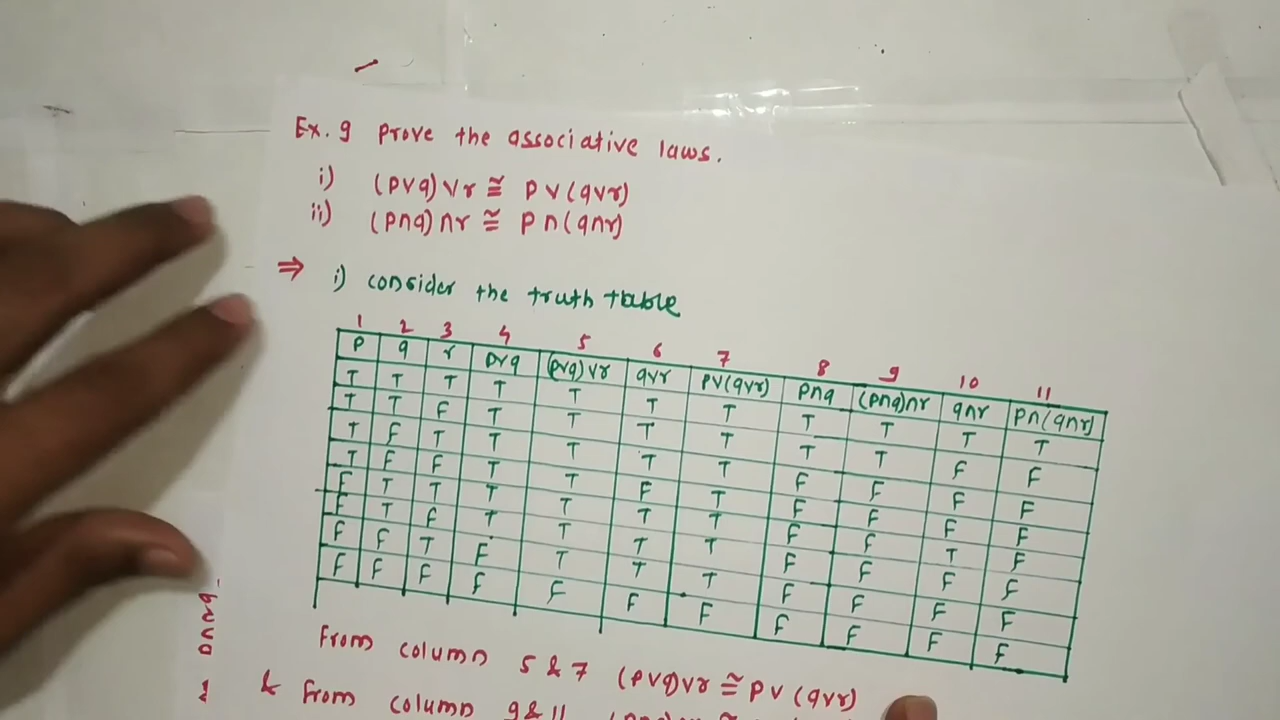 Ex. 9 prove the associative laws.
i) (p∨q)∨r ≅ p∨(q∨r)
ii) (p∩q)∩r ≅ p∩(q∩r)
⇒ i) consider the truth table
1 2 3 4 5 6 7 8 9 10 11
p q r p∨q (p∨q)∨r q∨r p∨(q∨r) p∩q (p∩q)∩r q∩r p∩(q∩r)
T T T T T T T T T T T
T T F T T T T T T F F
T F T T T T T F F F F
T F F T T F T F F F F
F T T T T T T F F T F
F T F T T T T F F F F
F F T F T T T F F F F
F F F F F F F F F F F
From column 5 & 7 (p∨q)∨r ≅ p∨(q∨r)
& from column 9 & 11